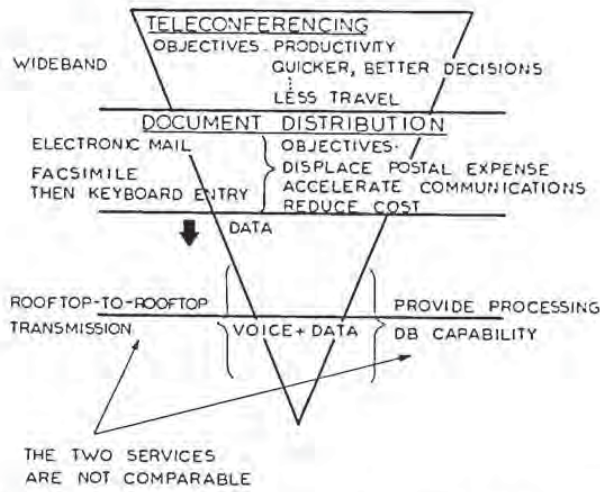 TELECONFERENCING
OBJECTIVES - PRODUCTIVITY
WIDEBAND
QUICKER, BETTER DECISIONS
LESS TRAVEL
DOCUMENT DISTRIBUTION
ELECTRONIC MAIL
OBJECTIVES·
FACSIMILE
DISPLACE POSTAL EXPENSE
THEN KEYBOARD ENTRY
ACCELERATE COMMUNICATIONS
REDUCE COST
DATA
ROOFTOP-TO-ROOFTOP
PROVIDE PROCESSING
TRANSMISSION
VOICE + DATA
DB CAPABILITY
THE TWO SERVICES
ARE NOT COMPARABLE